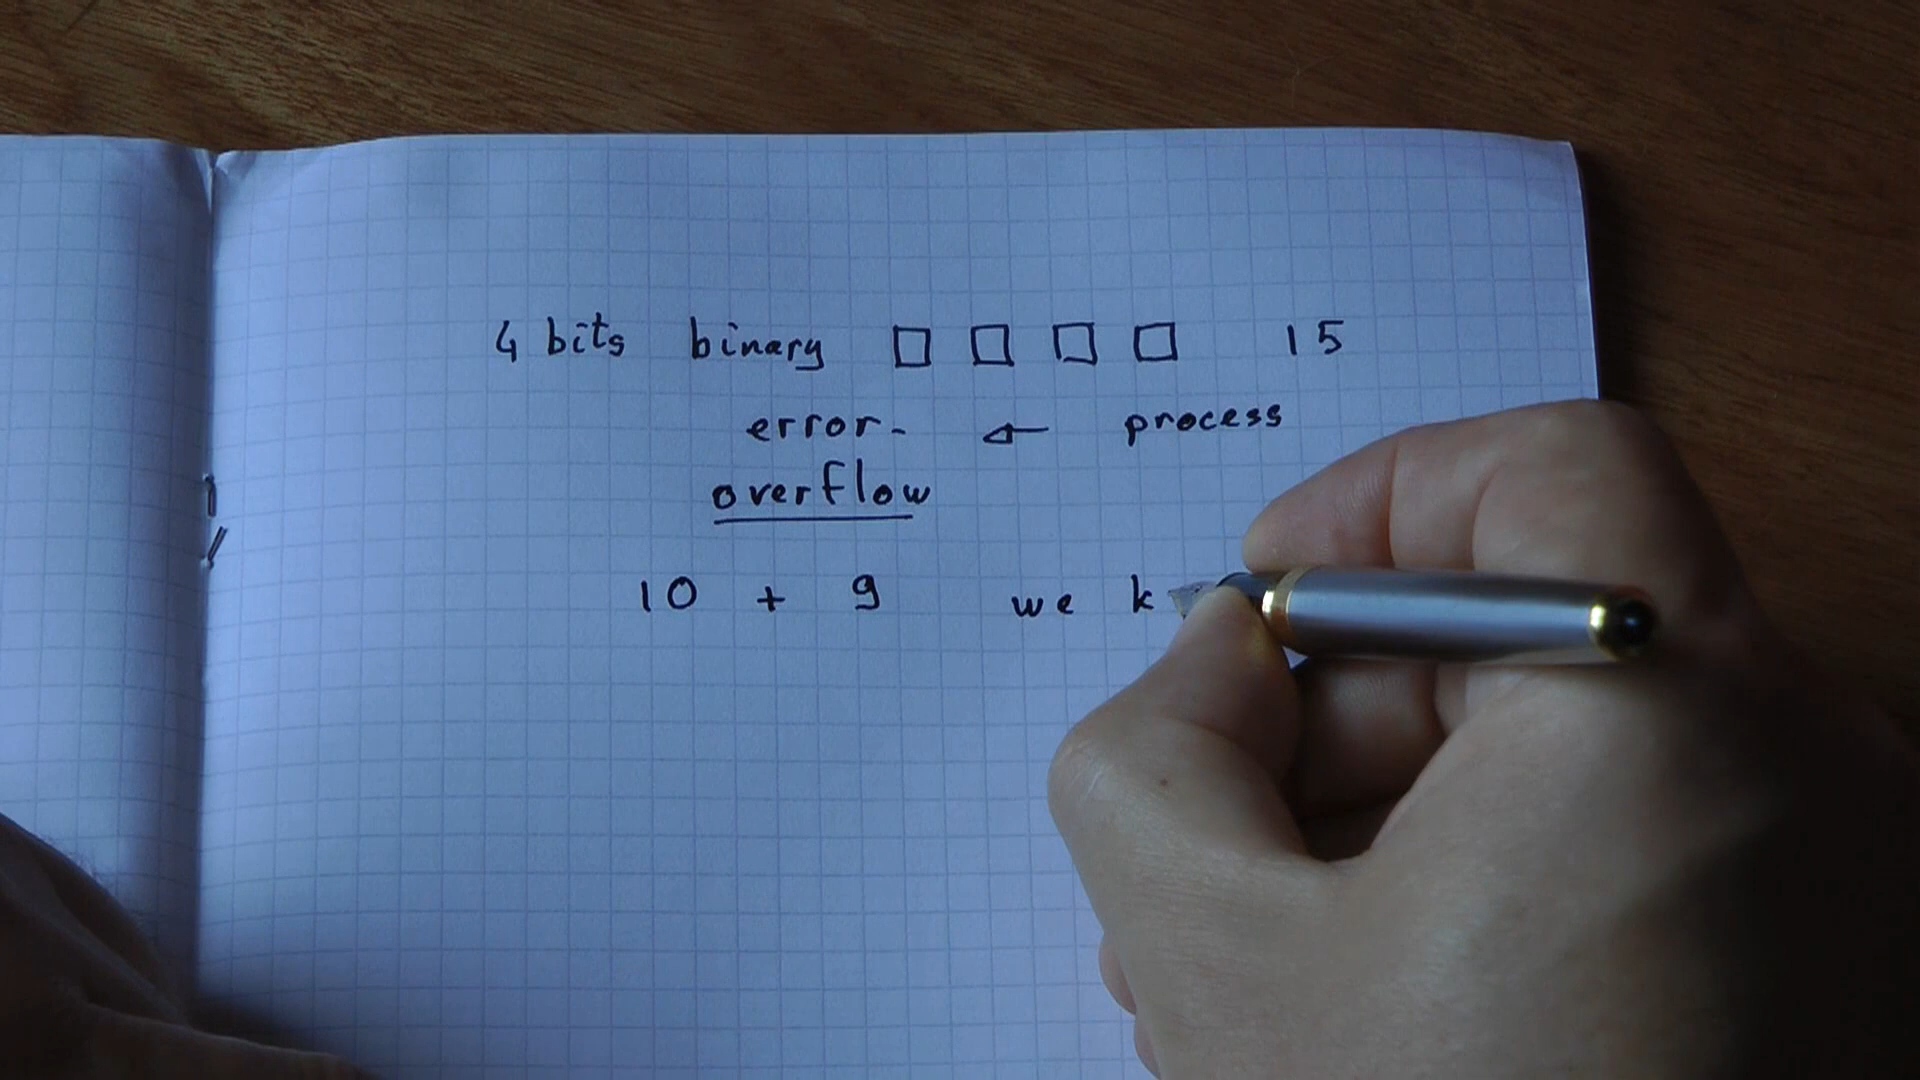 4 bits binary □ □ □ □ 15
error. ← process
overflow
10 + 9 we k